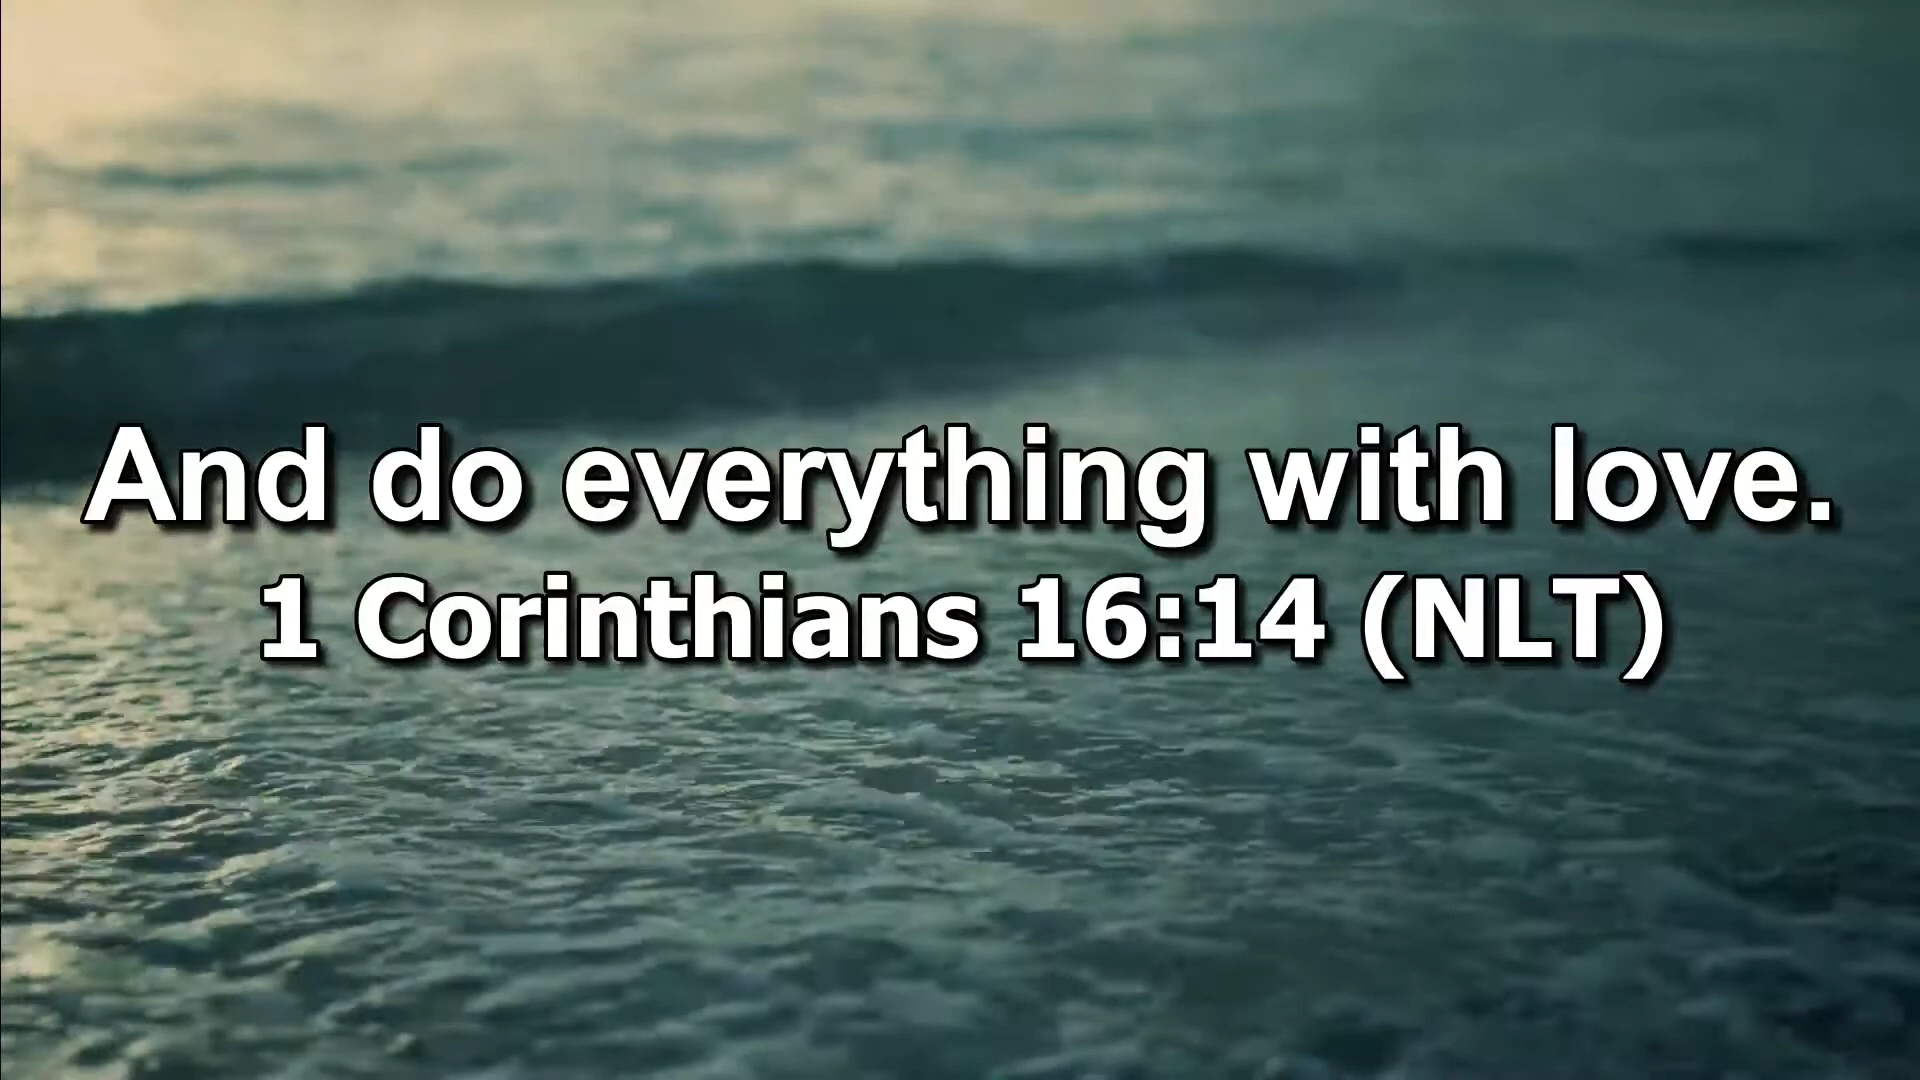 And do everything with love.
1 Corinthians 16:14 (NLT)